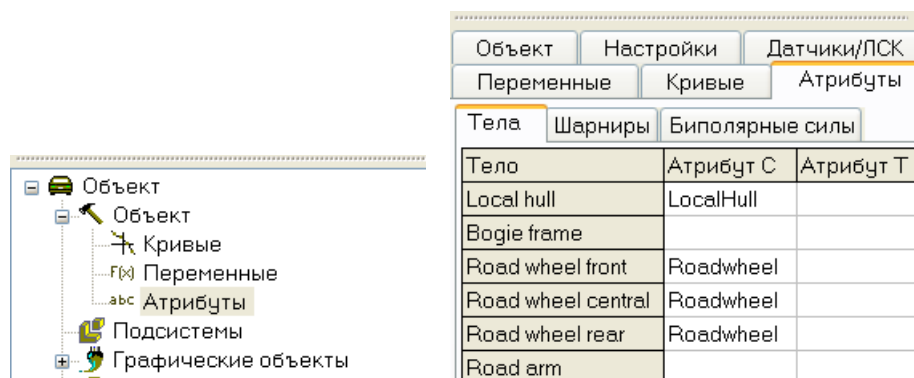 Объект
Объект
Кривые
F(x) Переменные
abc Атрибуты
Подсистемы
Графические объекты
Объект Настройки Датчики/ЛСК
Переменные Кривые Атрибуты
Тела Шарниры Биполярные силы
Тело Атрибут C Атрибут T
Local hull LocalHull
Bogie frame
Road wheel front Roadwheel
Road wheel central Roadwheel
Road wheel rear Roadwheel
Road arm